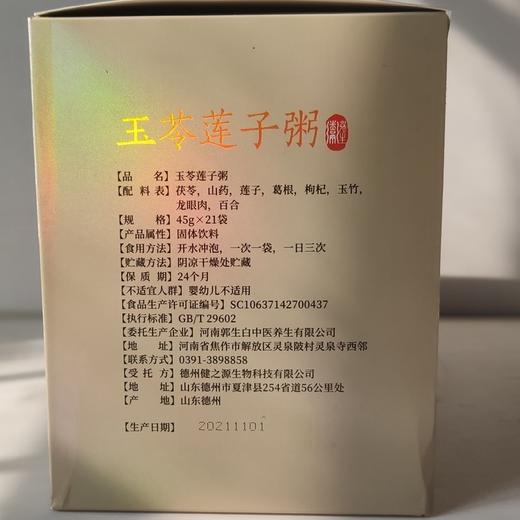 玉苓莲子粥
【品　　名】玉苓莲子粥
【配 料 表】茯苓，山药，莲子，葛根，枸杞，玉竹，
龙眼肉，百合
【规　　格】45g×21袋
【产品属性】固体饮料
【食用方法】开水冲泡，一次一袋，一日三次
【贮藏方法】阴凉干燥处贮藏
【保 质 期】24个月
【不适宜人群】婴幼儿不适用
【食品生产许可证编号】SC10637142700437
【执行标准】GB/T 29602
【委托生产企业】河南郭生白中医养生有限公司
【地　　址】河南省焦作市解放区灵泉陂村灵泉寺西邻
【联系方式】0391-3898858
【受 托 方】德州健之源生物科技有限公司
【地　　址】山东德州市夏津县254省道56公里处
【产　　地】山东德州
【生产日期】 20211101